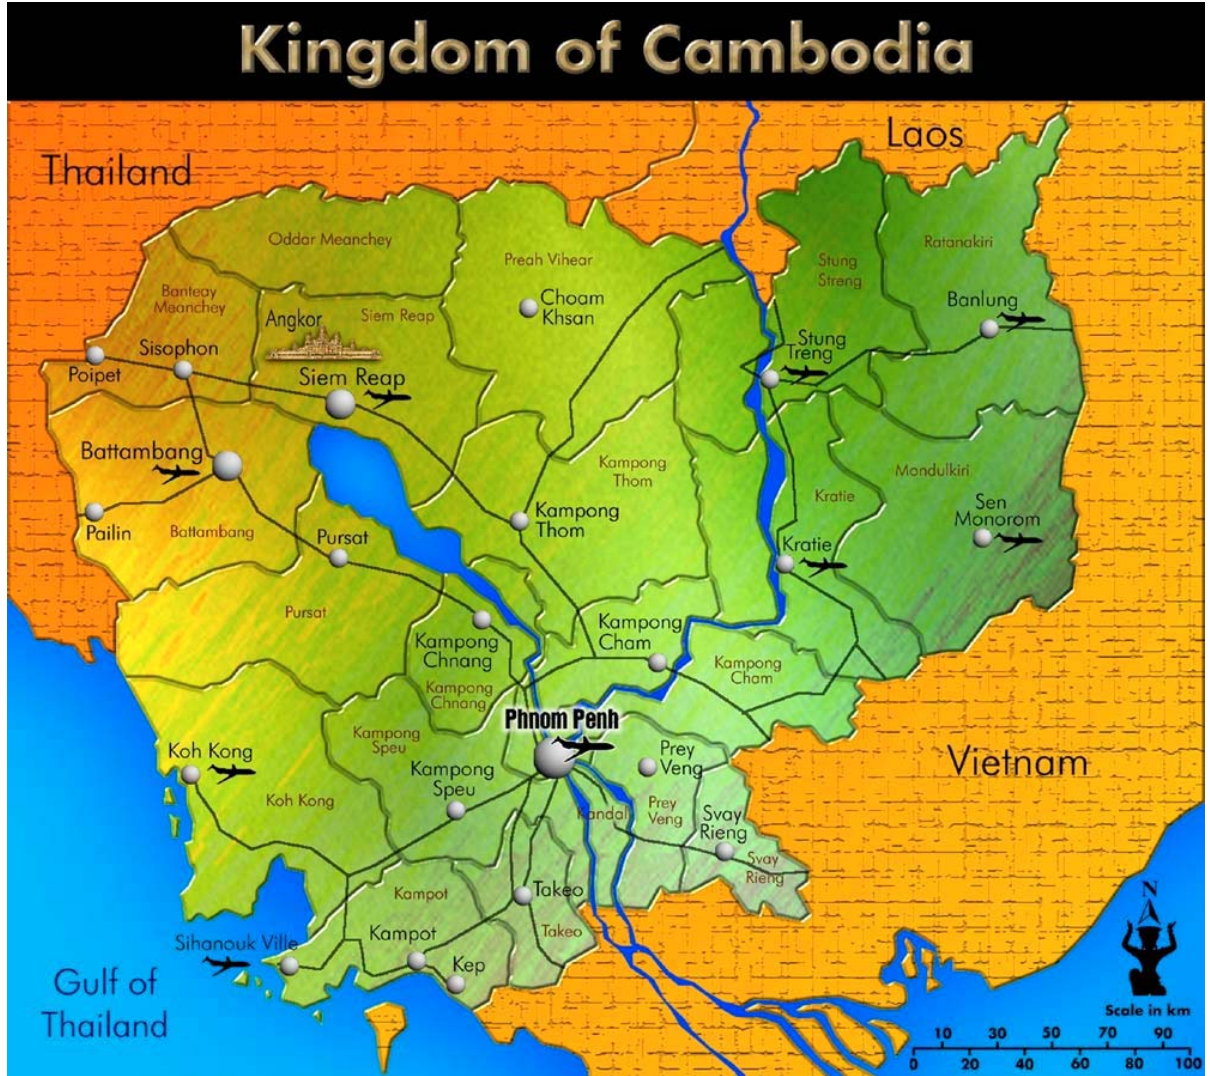 Kingdom of Cambodia
Laos
Thailand
Oddar Meanchey
Preah Vihear
Ratanakiri
Stung
Streng
Banteay
Meanchey
Choam
Khsan
Banlung
Angkor
Siem Reap
Sisophon
Poipet
Siem Reap
Stung
Treng
Battambang
Kampong
Thom
Mondulkiri
Kratie
Pailin
Battambang
Pursat
Kampong
Thom
Sen
Monorom
Kratie
Pursat
Kampong
Chnang
Kampong
Cham
Kampong
Cham
Kampong
Chnang
Phnom Penh
Kampong
Speu
Koh Kong
Kampong
Speu
Prey
Veng
Vietnam
Koh Kong
Kandal
Prey
Veng
Svay
Rieng
Svay
Rieng
Kampot
Takeo
Sihanouk Ville
Kampot
Takeo
Kep
Gulf of
Thailand
N
Scale in km
10 30 50 70 90
0 20 40 60 80 100